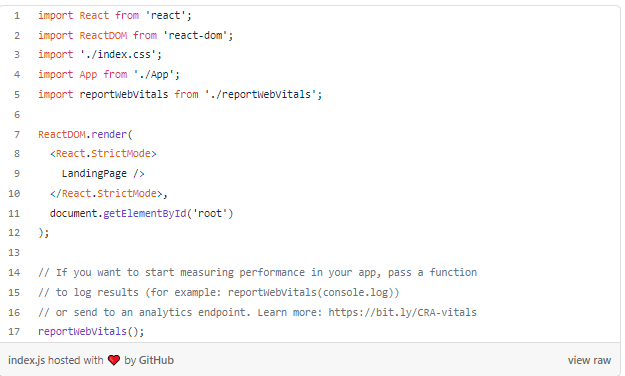 1 import React from 'react';
2 import ReactDOM from 'react-dom';
3 import './index.css';
4 import App from './App';
5 import reportWebVitals from './reportWebVitals';
6
7 ReactDOM.render(
8 <React.StrictMode>
9 LandingPage />
10 </React.StrictMode>,
11 document.getElementById('root')
12 );
13
14 // If you want to start measuring performance in your app, pass a function
15 // to log results (for example: reportWebVitals(console.log))
16 // or send to an analytics endpoint. Learn more: https://bit.ly/CRA-vitals
17 reportWebVitals();
index.js hosted with ❤ by GitHub view raw